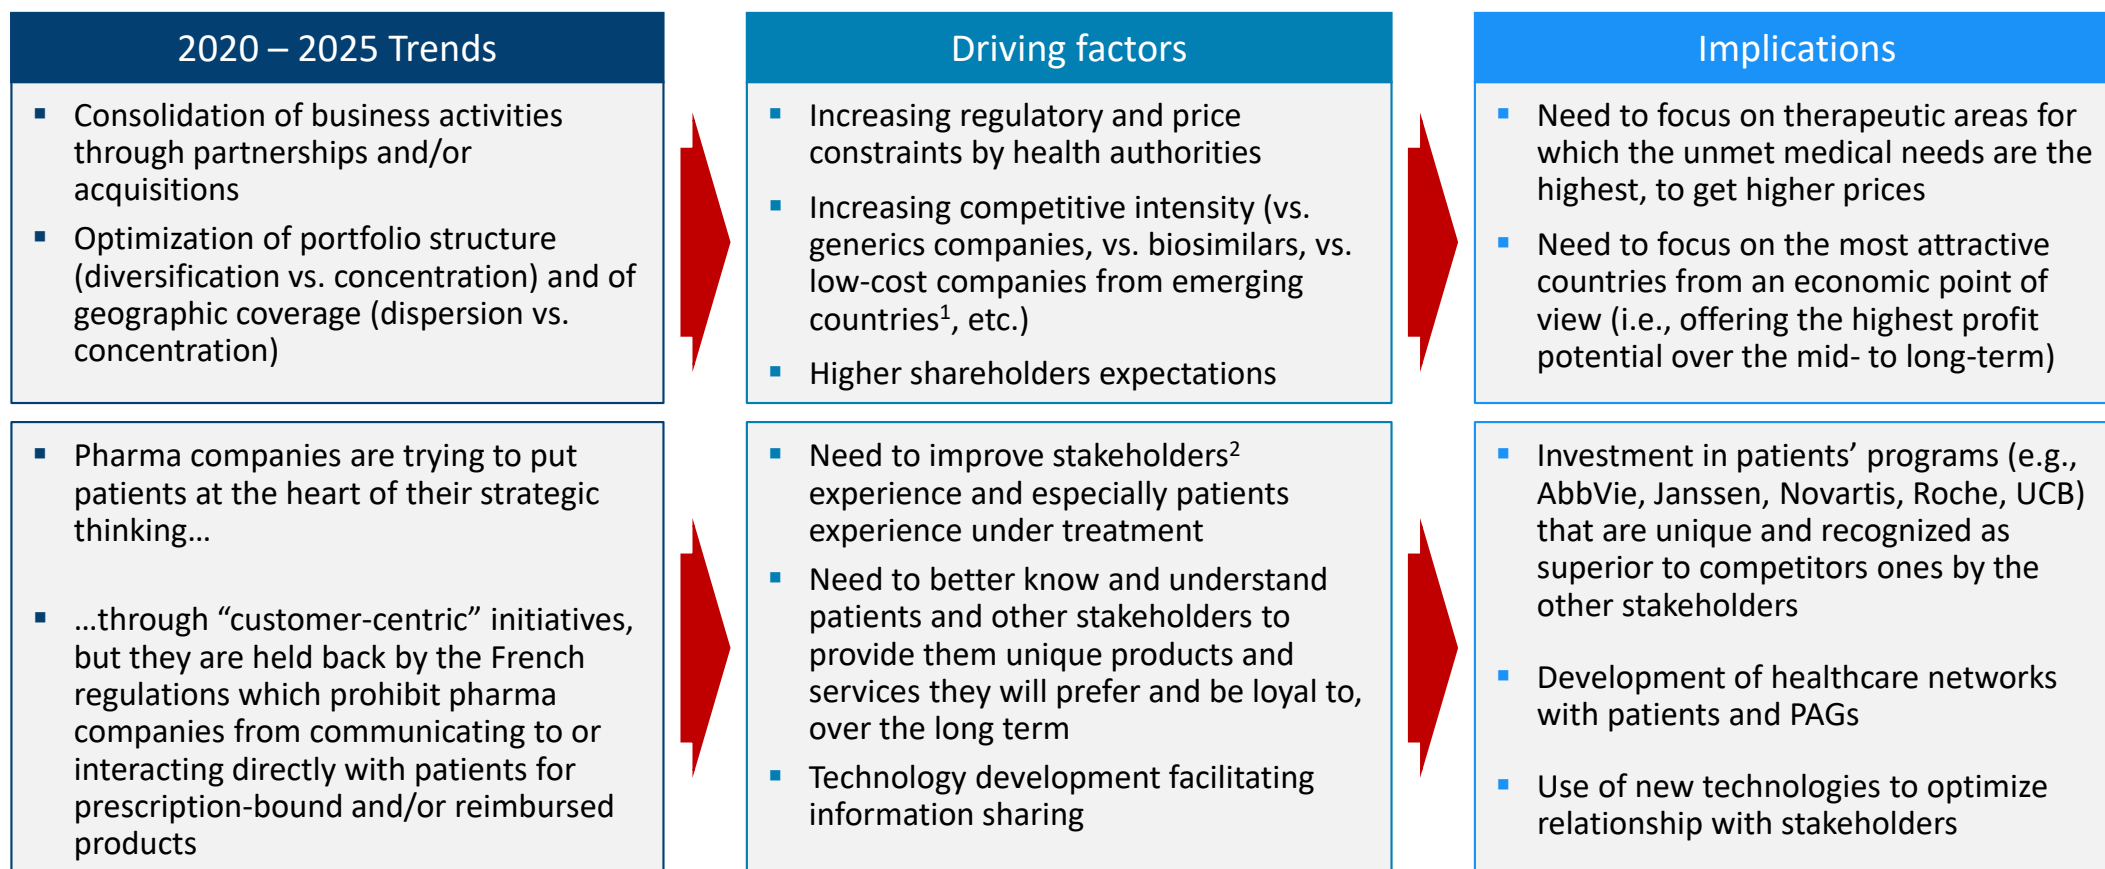 2020 – 2025 Trends
▪ Consolidation of business activities
through partnerships and/or
acquisitions
▪ Optimization of portfolio structure
(diversification vs. concentration) and of
geographic coverage (dispersion vs.
concentration)
Driving factors
▪ Increasing regulatory and price
constraints by health authorities
▪ Increasing competitive intensity (vs.
generics companies, vs. biosimilars, vs.
low-cost companies from emerging
countries¹, etc.)
▪ Higher shareholders expectations
Implications
▪ Need to focus on therapeutic areas for
which the unmet medical needs are the
highest, to get higher prices
▪ Need to focus on the most attractive
countries from an economic point of
view (i.e., offering the highest profit
potential over the mid- to long-term)
▪ Pharma companies are trying to put
patients at the heart of their strategic
thinking…
▪ …through “customer-centric” initiatives,
but they are held back by the French
regulations which prohibit pharma
companies from communicating to or
interacting directly with patients for
prescription-bound and/or reimbursed
products
▪ Need to improve stakeholders²
experience and especially patients
experience under treatment
▪ Need to better know and understand
patients and other stakeholders to
provide them unique products and
services they will prefer and be loyal to,
over the long term
▪ Technology development facilitating
information sharing
▪ Investment in patients’ programs (e.g.,
AbbVie, Janssen, Novartis, Roche, UCB)
that are unique and recognized as
superior to competitors ones by the
other stakeholders
▪ Development of healthcare networks
with patients and PAGs
▪ Use of new technologies to optimize
relationship with stakeholders